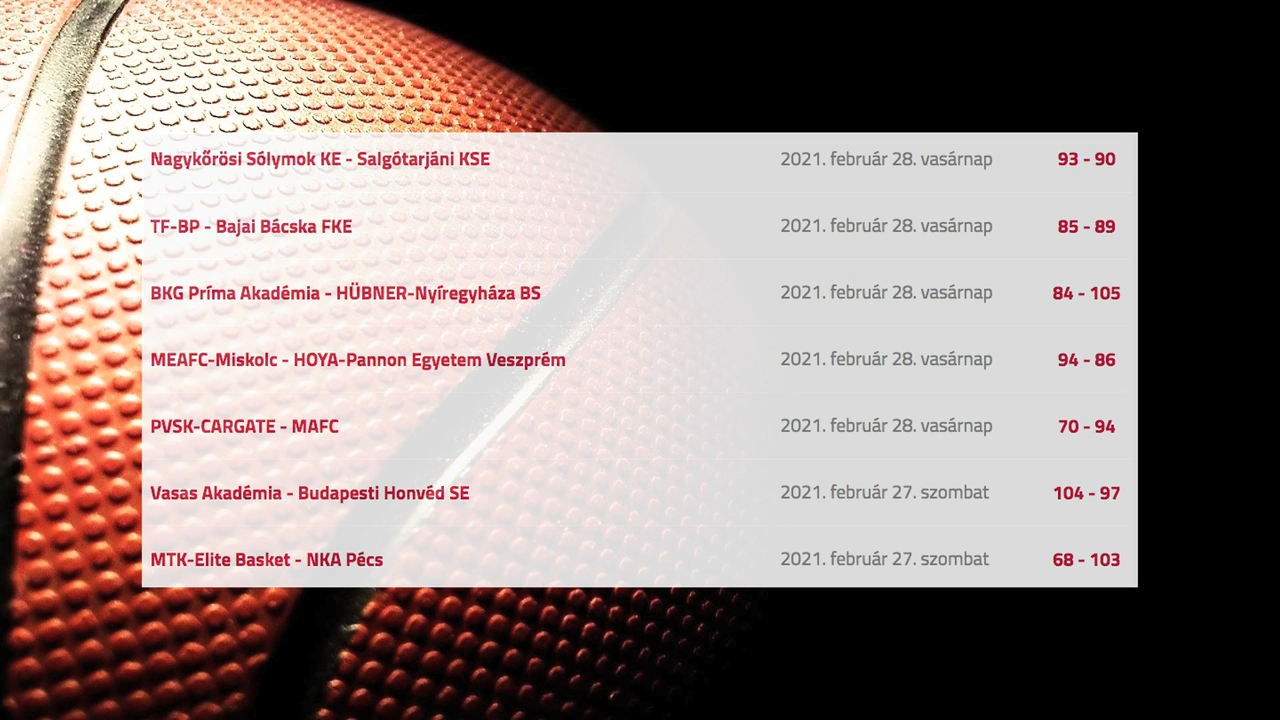 Nagykőrösi Sólymok KE - Salgótarjáni KSE 2021. február 28. vasárnap 93 - 90
TF-BP - Bajai Bácska FKE 2021. február 28. vasárnap 85 - 89
BKG Príma Akadémia - HÜBNER-Nyíregyháza BS 2021. február 28. vasárnap 84 - 105
MEAFC-Miskolc - HOYA-Pannon Egyetem Veszprém 2021. február 28. vasárnap 94 - 86
PVSK-CARGATE - MAFC 2021. február 28. vasárnap 70 - 94
Vasas Akadémia - Budapesti Honvéd SE 2021. február 27. szombat 104 - 97
MTK-Elite Basket - NKA Pécs 2021. február 27. szombat 68 - 103